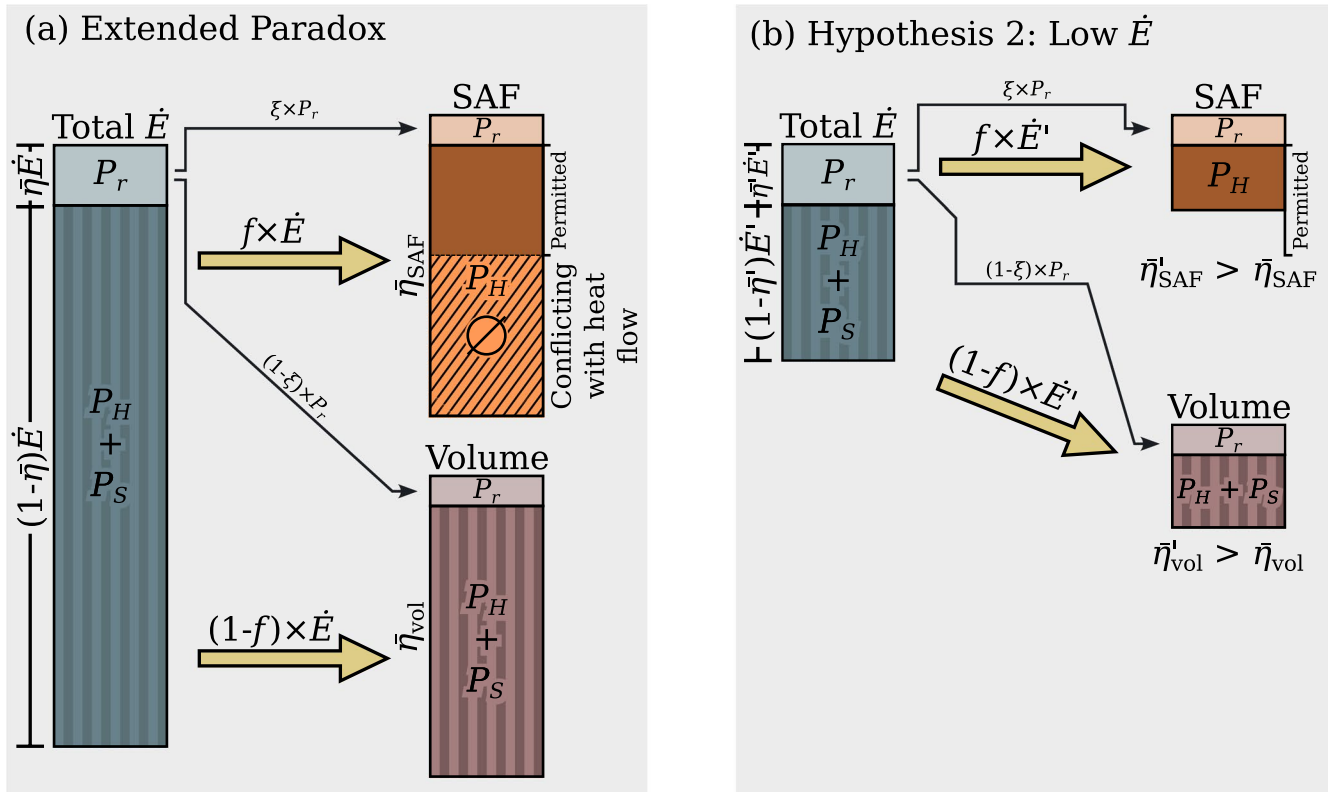 (a) Extended Paradox
Total Ė
η̄Ė
P_r
(1-η̄)Ė
P_H
+
P_S
ξ×P_r
f×Ė
(1-ξ)×P_r
(1-f)×Ė
SAF
P_r
Permitted
η̄_SAF
P_H
∅
Conflicting
with heat
flow
Volume
P_r
η̄_vol
P_H
+
P_S
(b) Hypothesis 2: Low Ė
Total Ė
η̄'Ė'
P_r
(1-η̄')Ė'
P_H
+
P_S
ξ×P_r
f×Ė'
(1-ξ)×P_r
(1-f)×Ė'
SAF
P_r
P_H
Permitted
η̄'_SAF > η̄_SAF
Volume
P_r
P_H + P_S
η̄'_vol > η̄_vol